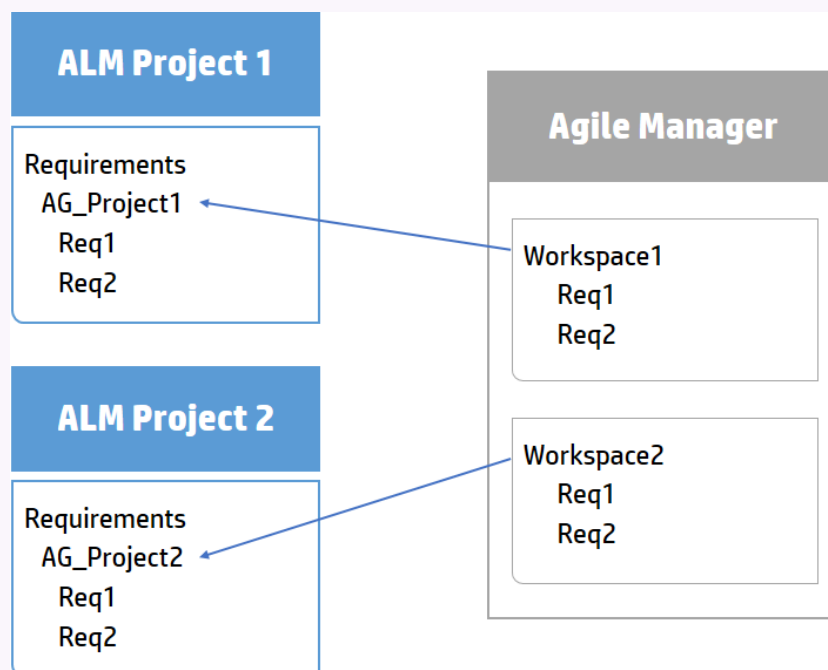 ALM Project 1
Requirements
AG_Project1
Req1
Req2
ALM Project 2
Requirements
AG_Project2
Req1
Req2
Agile Manager
Workspace1
Req1
Req2
Workspace2
Req1
Req2